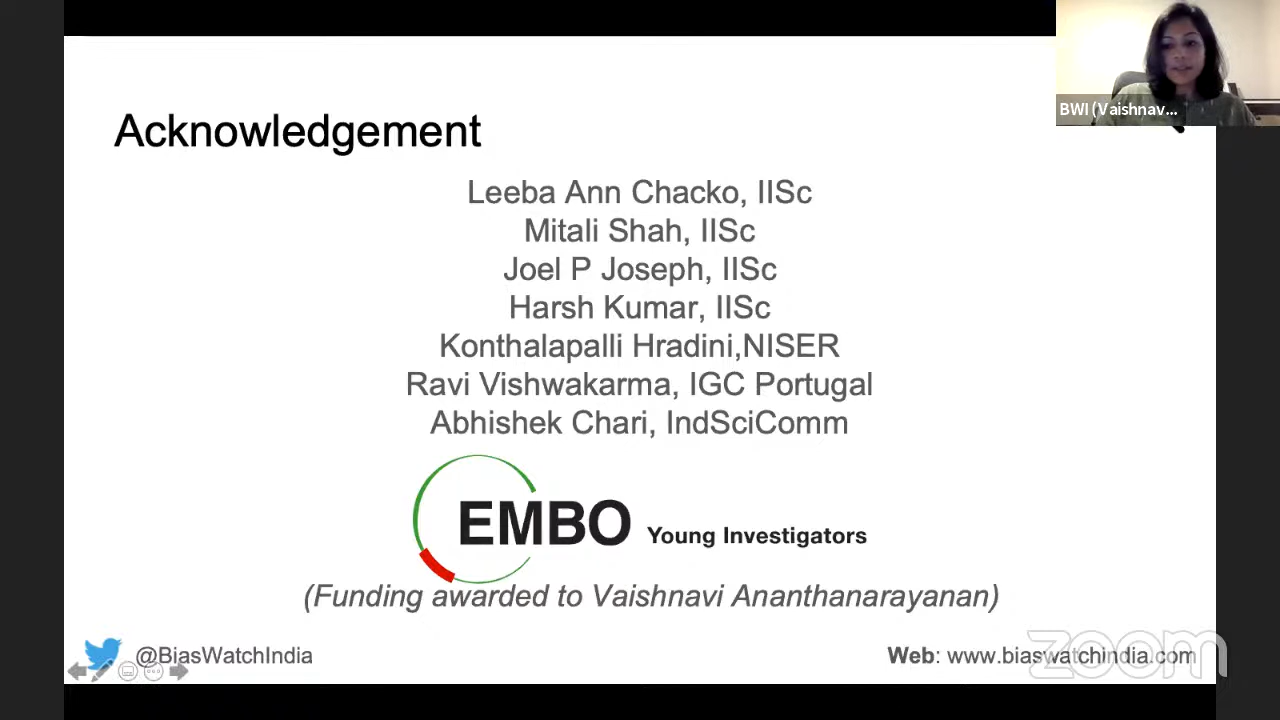 BWI (Vaishnav...
Acknowledgement
Leeba Ann Chacko, IISc
Mitali Shah, IISc
Joel P Joseph, IISc
Harsh Kumar, IISc
Konthalapalli Hradini,NISER
Ravi Vishwakarma, IGC Portugal
Abhishek Chari, IndSciComm
EMBO Young Investigators
(Funding awarded to Vaishnavi Ananthanarayanan)
@BiasWatchIndia
Web: www.biaswatchindia.com
zoom